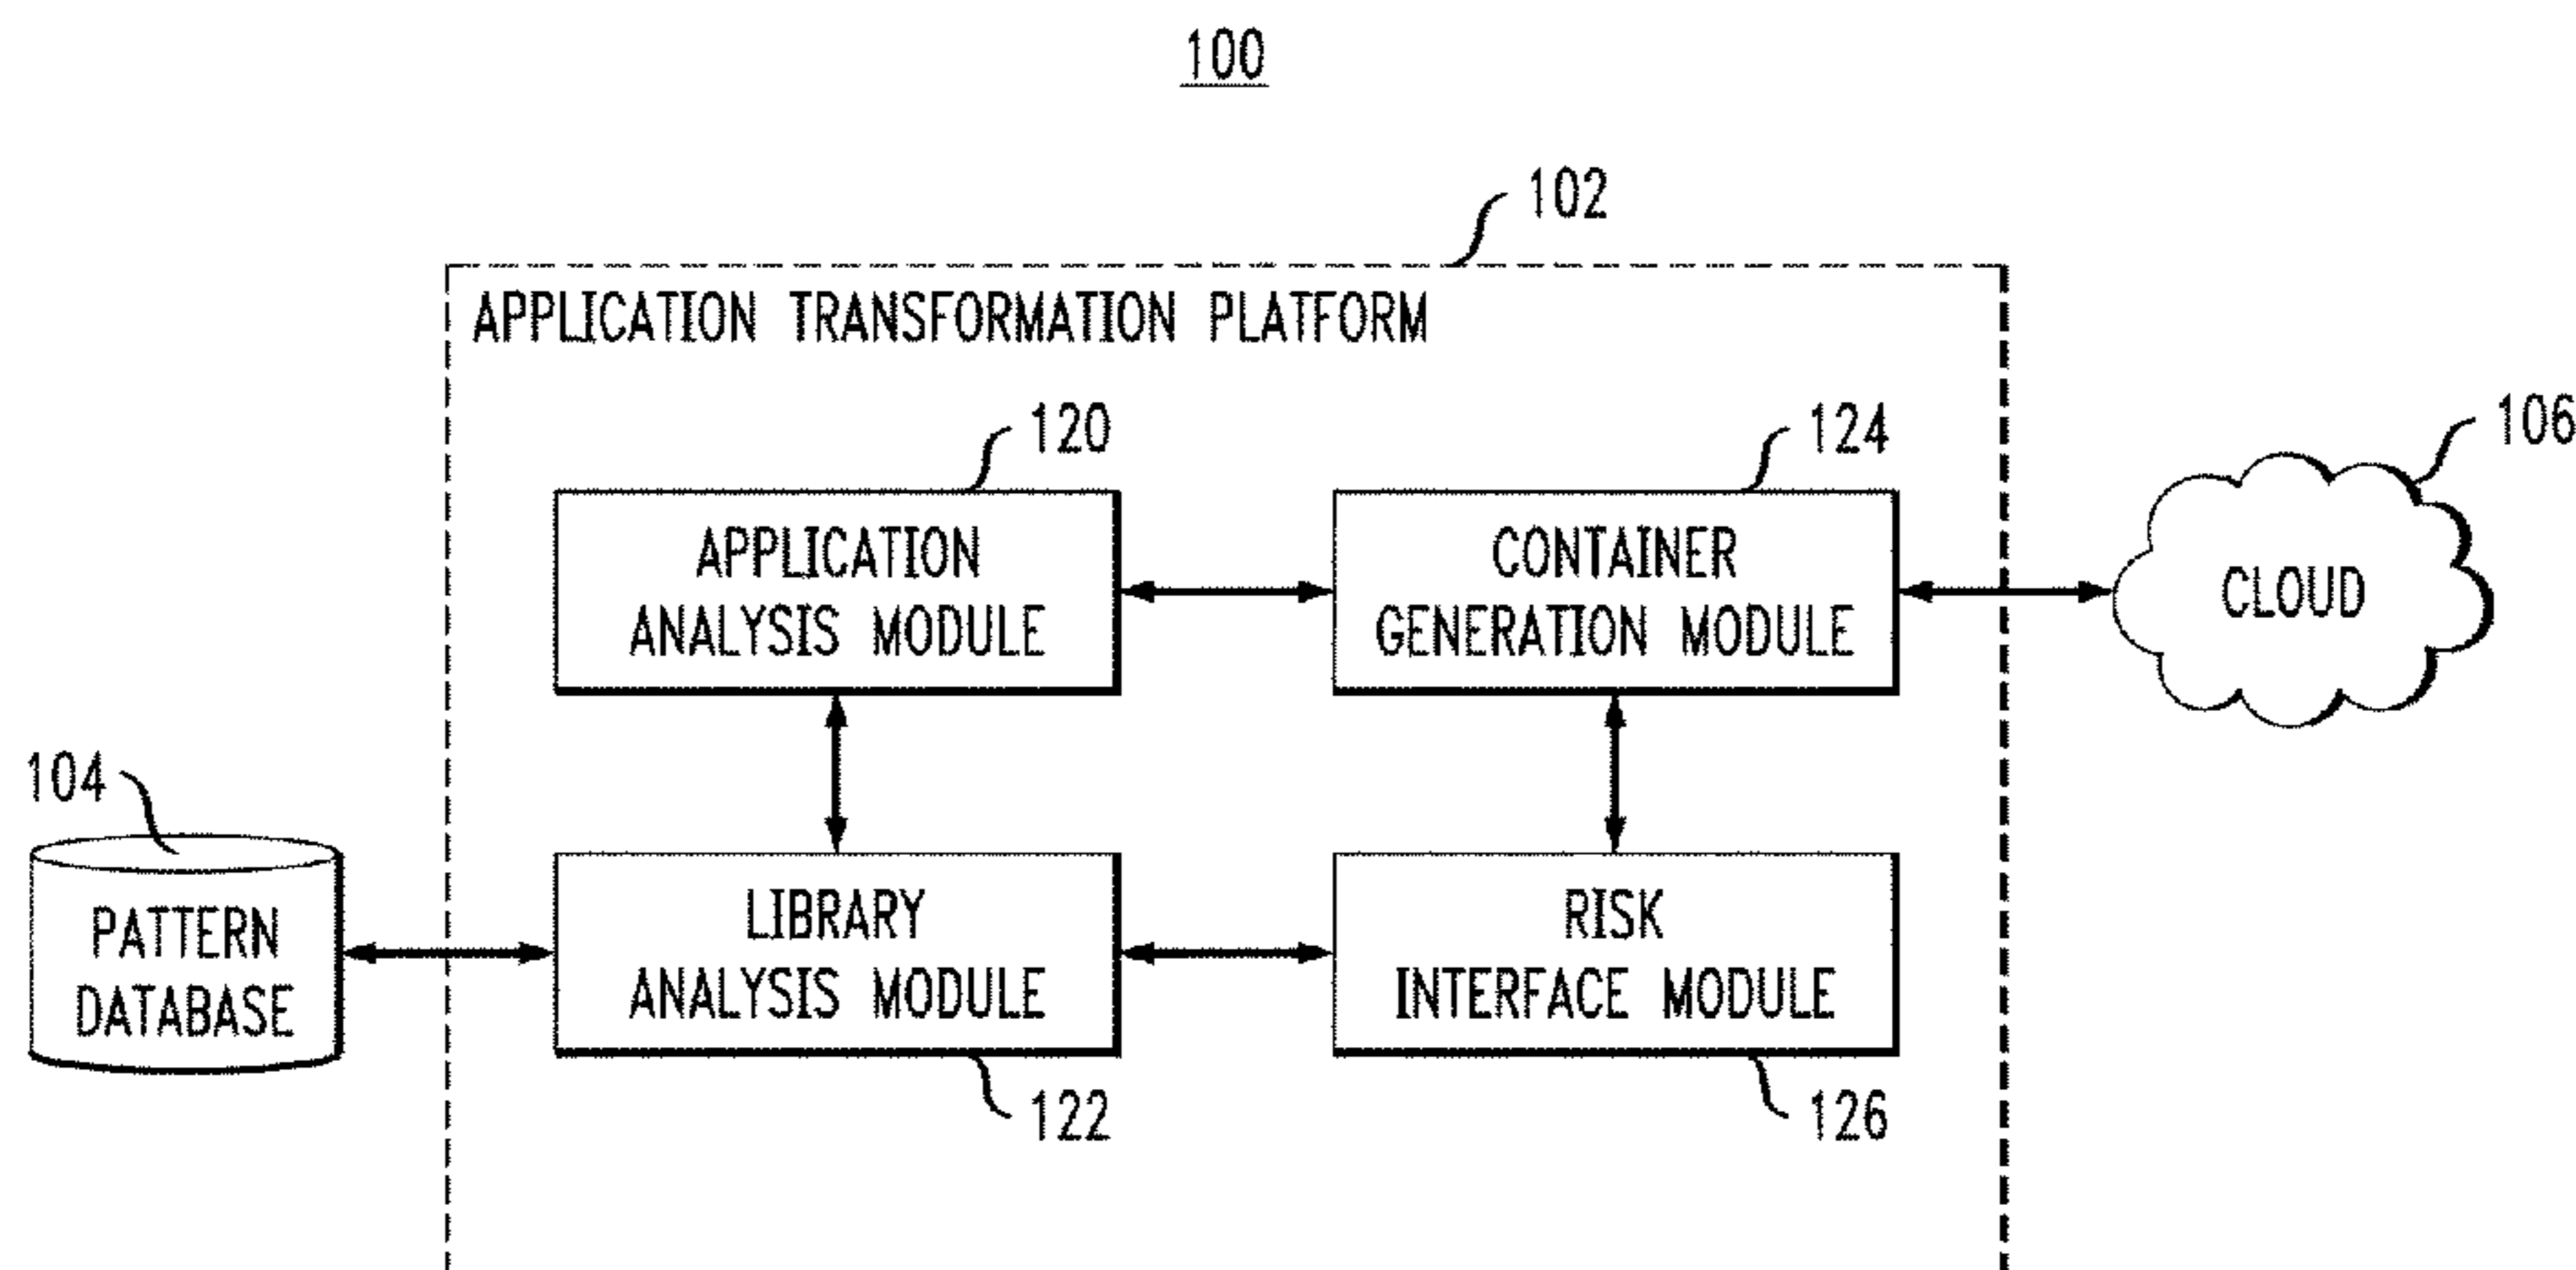 100
102
APPLICATION TRANSFORMATION PLATFORM
120
124
106
APPLICATION
ANALYSIS MODULE
CONTAINER
GENERATION MODULE
CLOUD
104
PATTERN
DATABASE
LIBRARY
ANALYSIS MODULE
RISK
INTERFACE MODULE
122
126